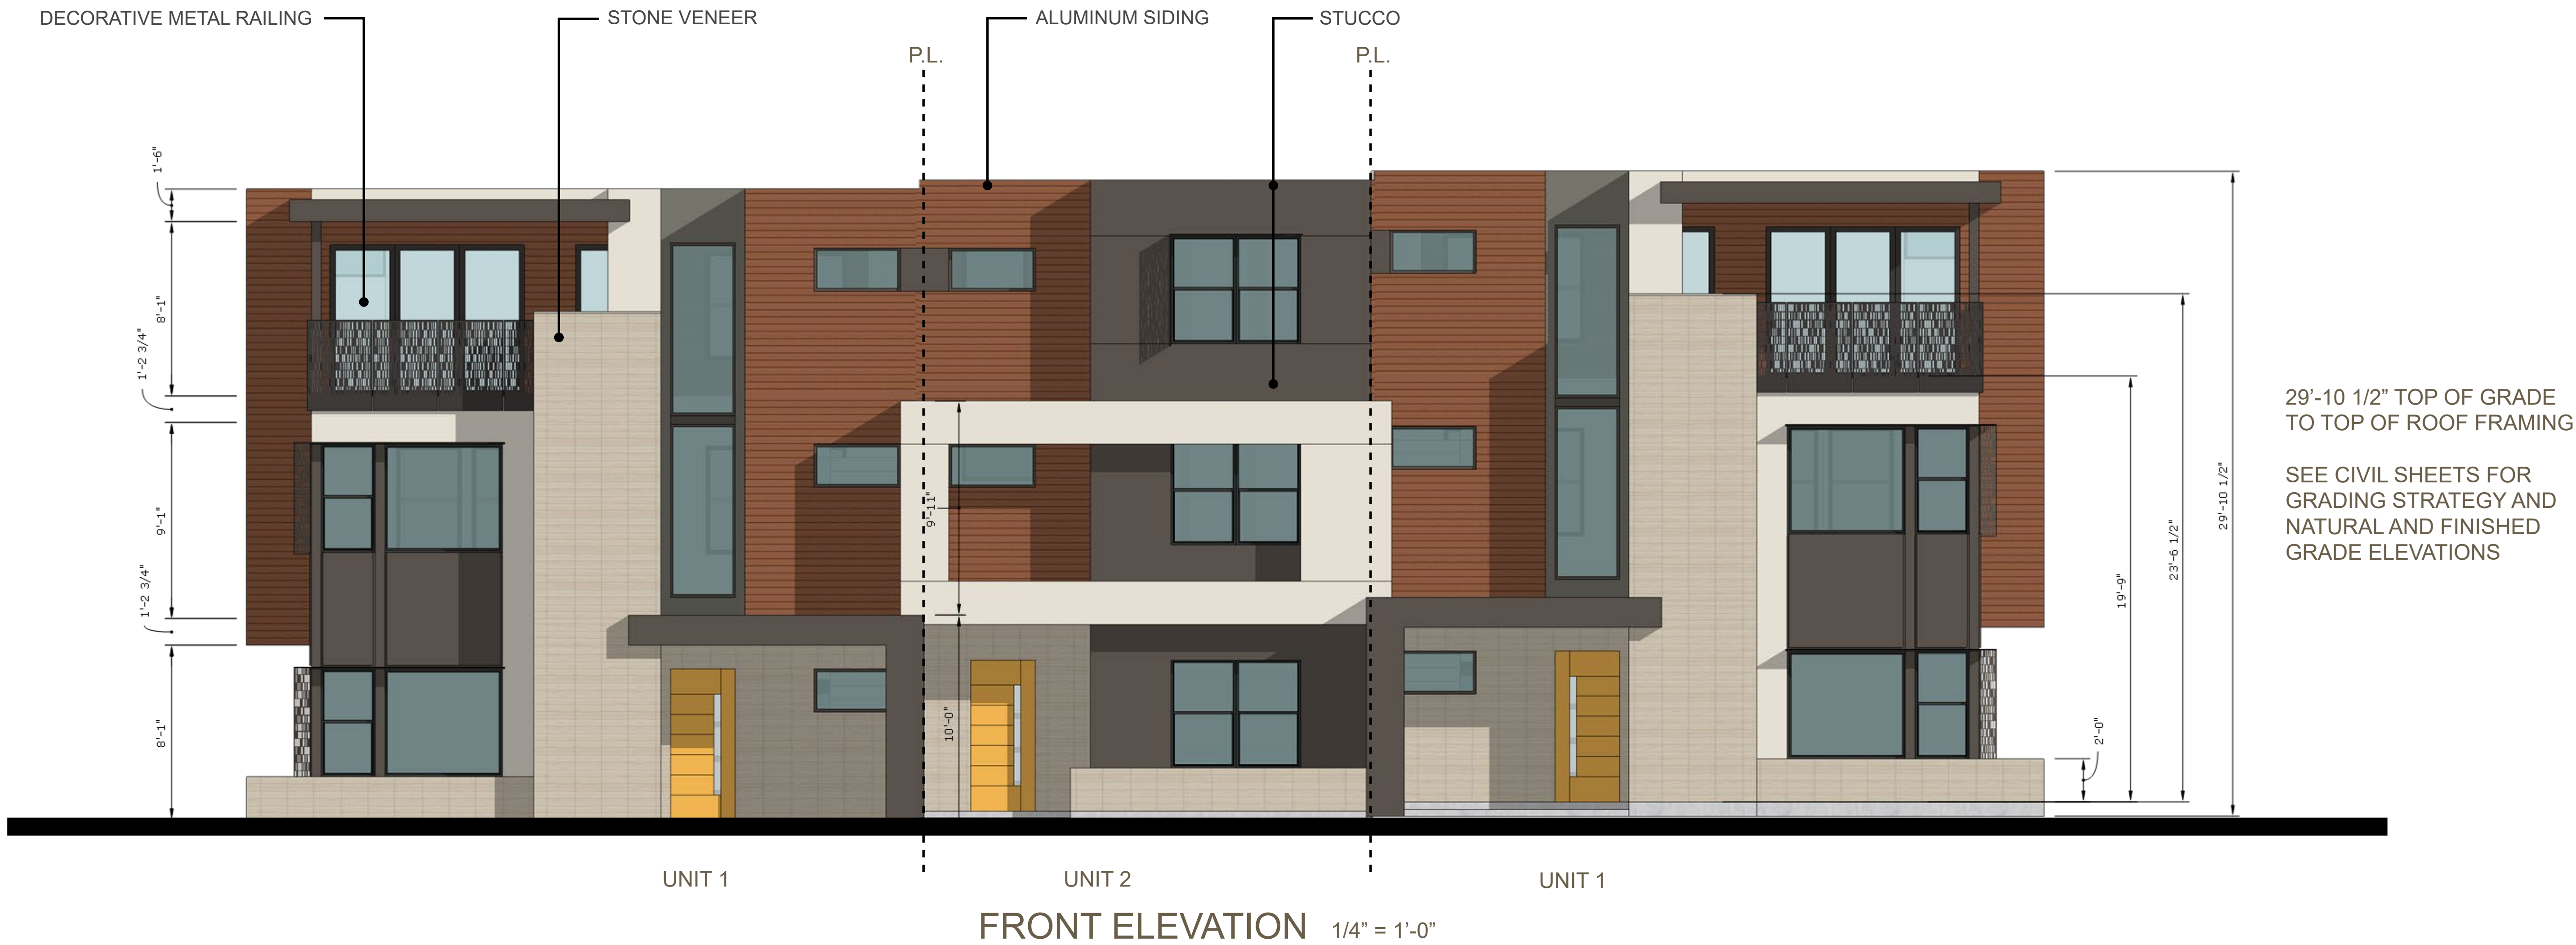 DECORATIVE METAL RAILING
STONE VENEER
ALUMINUM SIDING
STUCCO
P.L.
P.L.
1'-6"
8'-1"
1'-2 3/4"
9'-1"
1'-2 3/4"
8'-1"
9'-11"
10'-0"
2'-0"
19'-9"
23'-6 1/2"
29'-10 1/2"
29’-10 1/2” TOP OF GRADE
TO TOP OF ROOF FRAMING
SEE CIVIL SHEETS FOR
GRADING STRATEGY AND
NATURAL AND FINISHED
GRADE ELEVATIONS
UNIT 1
UNIT 2
UNIT 1
FRONT ELEVATION 1/4” = 1’-0”